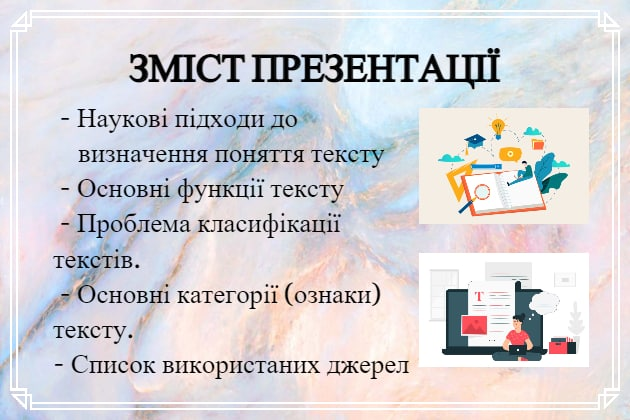 ЗМІСТ ПРЕЗЕНТАЦІЇ
- Наукові підходи до
визначення поняття тексту
- Основні функції тексту
- Проблема класифікації
текстів.
- Основні категорії (ознаки)
тексту.
- Список використаних джерел
T